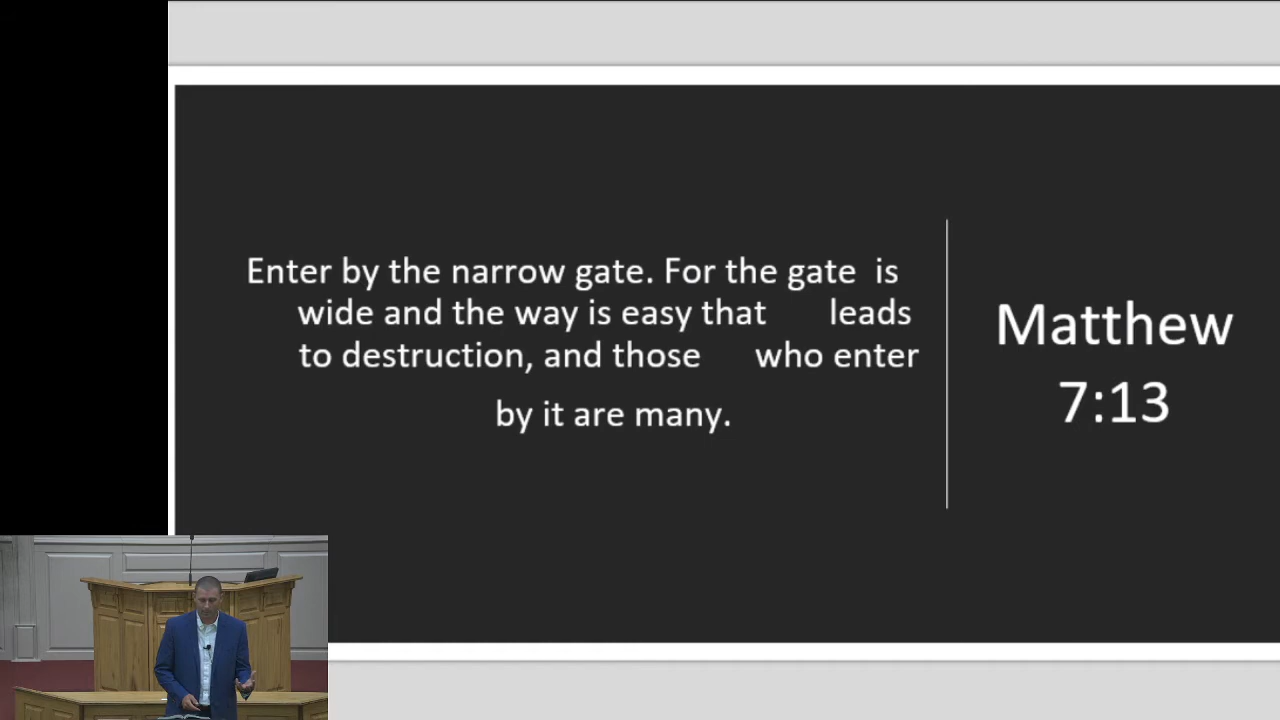 Enter by the narrow gate. For the gate is
wide and the way is easy that leads
to destruction, and those who enter
by it are many.
Matthew
7:13